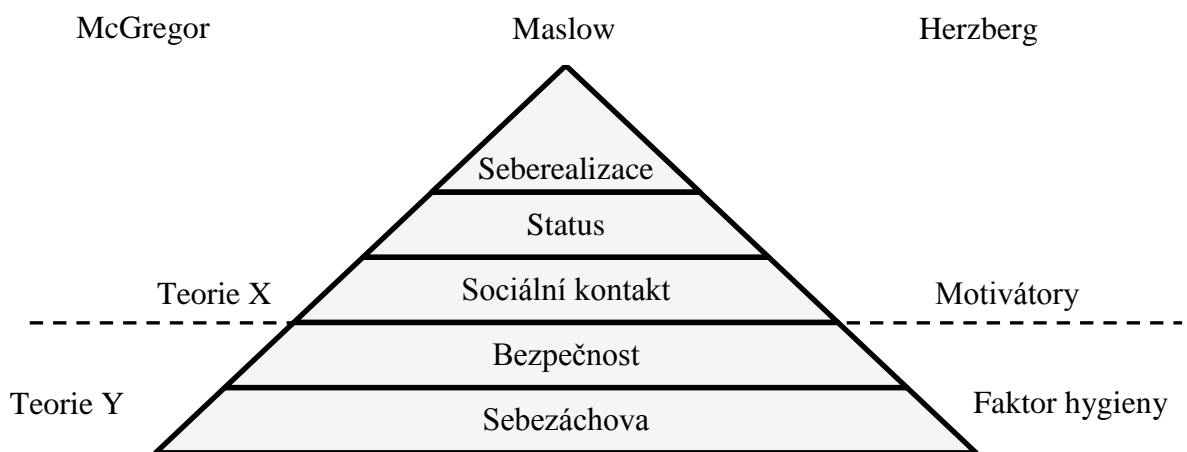 McGregor Maslow Herzberg
Seberealizace
Status
Teorie X Sociální kontakt Motivátory
Bezpečnost
Teorie Y Sebezáchova Faktor hygieny